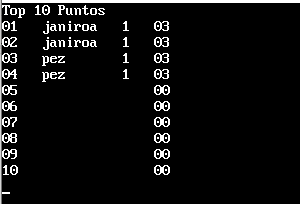 Top 10 Puntos
01 janiroa 1 03
02 janiroa 1 03
03 pez 1 03
04 pez 1 03
05 00
06 00
07 00
08 00
09 00
10 00
_